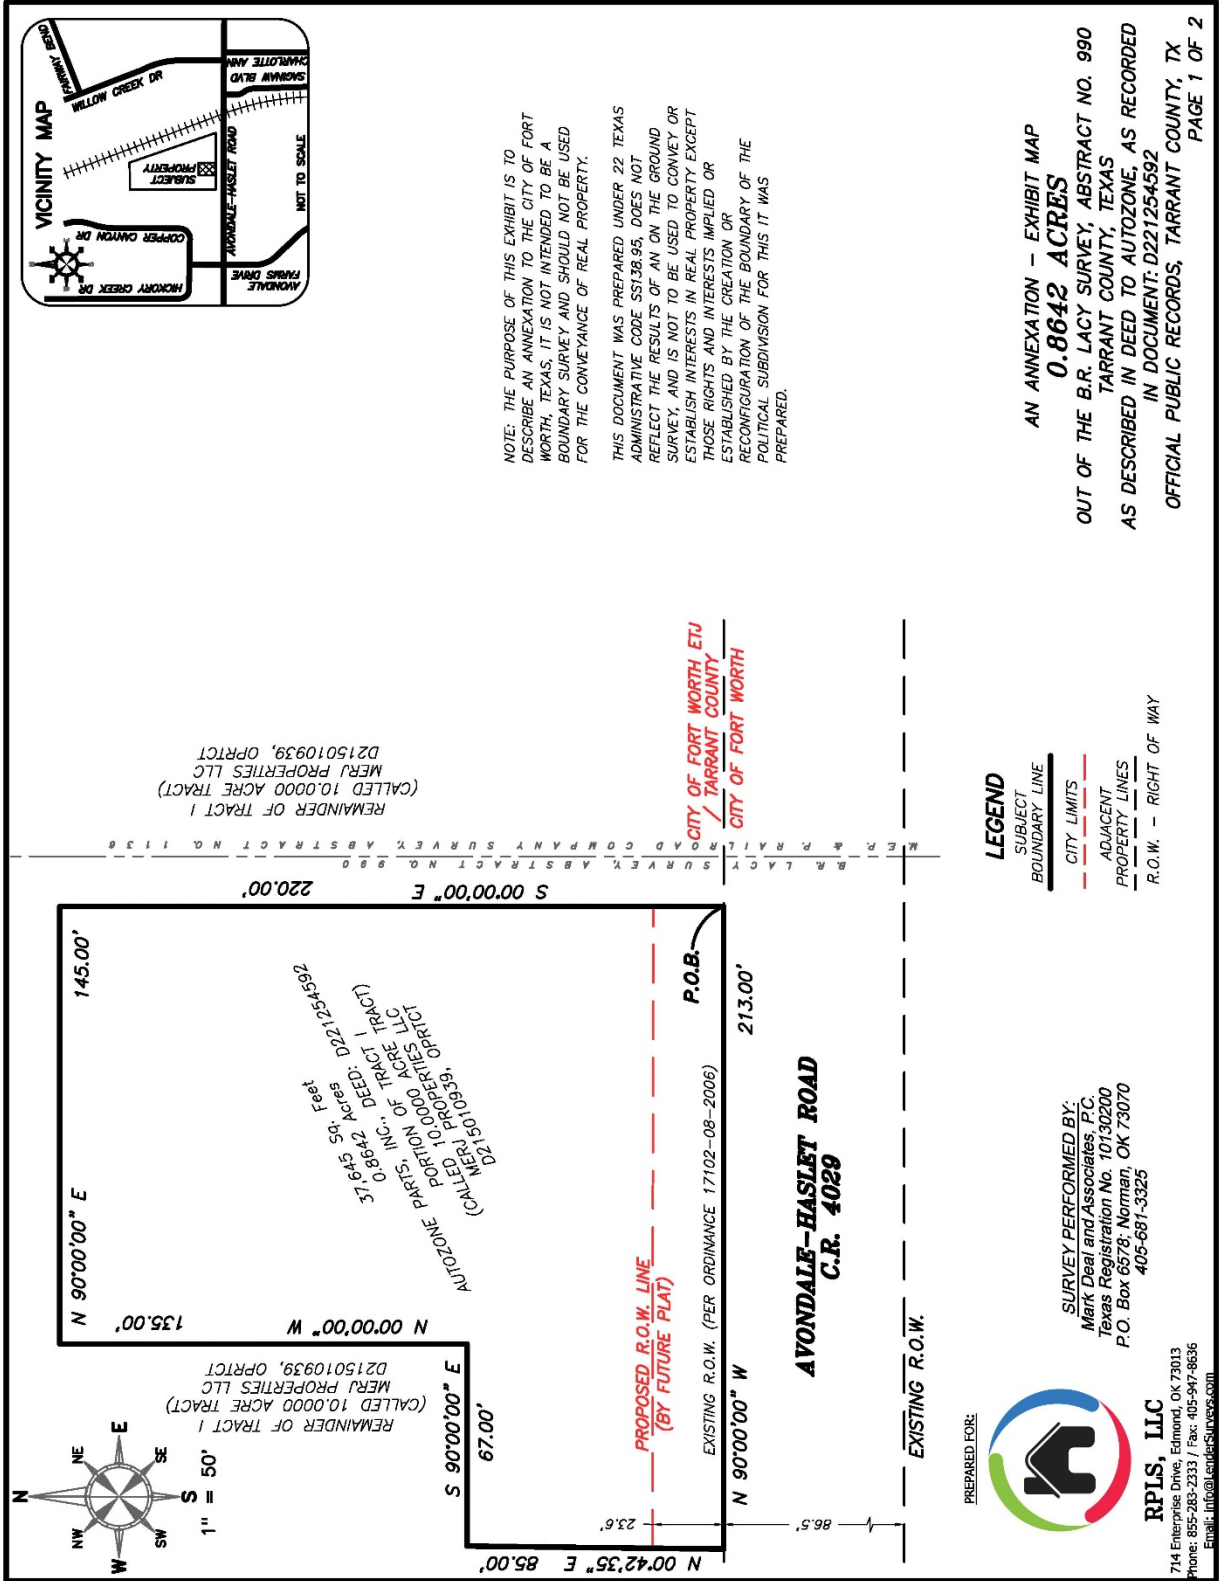 N
NE
E
SE
S
SW
W
NW
1" = 50'
VICINITY MAP
HICKORY CREEK DR
COPPER CANYON DR
SUBJECT
PROPERTY
WILLOW CREEK DR
FAIRWAY BEND
AVONDALE-HASLET ROAD
AVONDALE
FARMS DRIVE
SAGINAW BLVD
CHARLOTTE ANN
NOT TO SCALE
REMAINDER OF TRACT I
(CALLED 10.0000 ACRE TRACT)
MERJ PROPERTIES LLC
D215010939, OPRTCT
N 90°00'00" E
145.00'
N 00°00'00" W
135.00'
S 90°00'00" E
67.00'
N 00°42'35" E 85.00'
S 00°00'00" E
220.00'
37,645 Sq. Feet
0.8642 Acres
AUTOZONE PARTS, INC., DEED: D221254592
PORTION OF TRACT I
(CALLED 10.0000 ACRE TRACT)
MERJ PROPERTIES LLC
D215010939, OPRTCT
REMAINDER OF TRACT I
(CALLED 10.0000 ACRE TRACT)
MERJ PROPERTIES LLC
D215010939, OPRTCT
B.R. LACY SURVEY, ABSTRACT NO. 990
M.E.P. & P. RAILROAD COMPANY SURVEY, ABSTRACT NO. 1136
PROPOSED R.O.W. LINE
(BY FUTURE PLAT)
P.O.B.
EXISTING R.O.W. (PER ORDINANCE 17102-08-2006)
N 90°00'00" W
213.00'
23.6'
86.5'
AVONDALE-HASLET ROAD
C.R. 4029
EXISTING R.O.W.
CITY OF FORT WORTH ETJ
/ TARRANT COUNTY
CITY OF FORT WORTH
NOTE: THE PURPOSE OF THIS EXHIBIT IS TO
DESCRIBE AN ANNEXATION TO THE CITY OF FORT
WORTH, TEXAS, IT IS NOT INTENDED TO BE A
BOUNDARY SURVEY AND SHOULD NOT BE USED
FOR THE CONVEYANCE OF REAL PROPERTY.
THIS DOCUMENT WAS PREPARED UNDER 22 TEXAS
ADMINISTRATIVE CODE SS138.95, DOES NOT
REFLECT THE RESULTS OF AN ON THE GROUND
SURVEY, AND IS NOT TO BE USED TO CONVEY OR
ESTABLISH INTERESTS IN REAL PROPERTY EXCEPT
THOSE RIGHTS AND INTERESTS IMPLIED OR
ESTABLISHED BY THE CREATION OR
RECONFIGURATION OF THE BOUNDARY OF THE
POLITICAL SUBDIVISION FOR THIS IT WAS
PREPARED.
PREPARED FOR:
RPLS, LLC
714 Enterprise Drive, Edmond, OK 73013
Phone: 855-283-2333 / Fax: 405-947-8636
Email: info@LenderSurveys.com
SURVEY PERFORMED BY:
Mark Deal and Associates, P.C.
Texas Registration No. 10130200
P.O. Box 6578; Norman, OK 73070
405-681-3325
LEGEND
SUBJECT
BOUNDARY LINE
CITY LIMITS
ADJACENT
PROPERTY LINES
R.O.W. - RIGHT OF WAY
AN ANNEXATION - EXHIBIT MAP
0.8642 ACRES
OUT OF THE B.R. LACY SURVEY, ABSTRACT NO. 990
TARRANT COUNTY, TEXAS
AS DESCRIBED IN DEED TO AUTOZONE, AS RECORDED
IN DOCUMENT: D221254592
OFFICIAL PUBLIC RECORDS, TARRANT COUNTY, TX
PAGE 1 OF 2